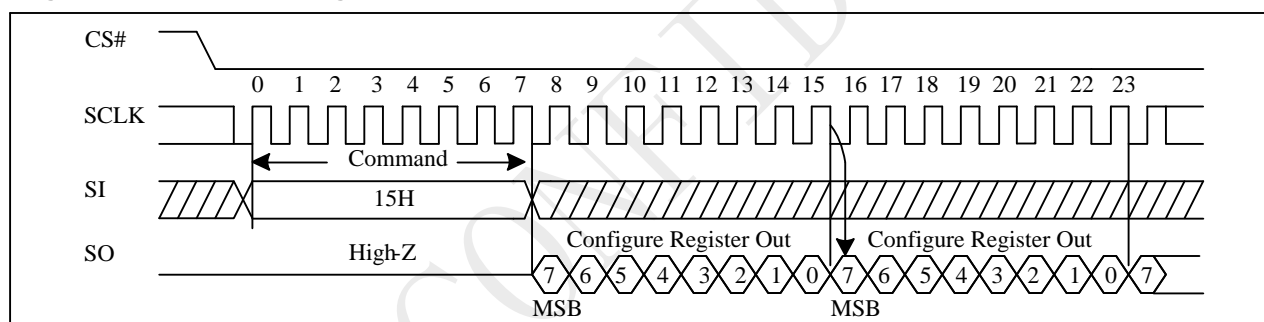 CS#
0 1 2 3 4 5 6 7 8 9 10 11 12 13 14 15 16 17 18 19 20 21 22 23
SCLK
Command
SI
15H
SO
High-Z
Configure Register Out Configure Register Out
7 6 5 4 3 2 1 0 7 6 5 4 3 2 1 0 7
MSB MSB